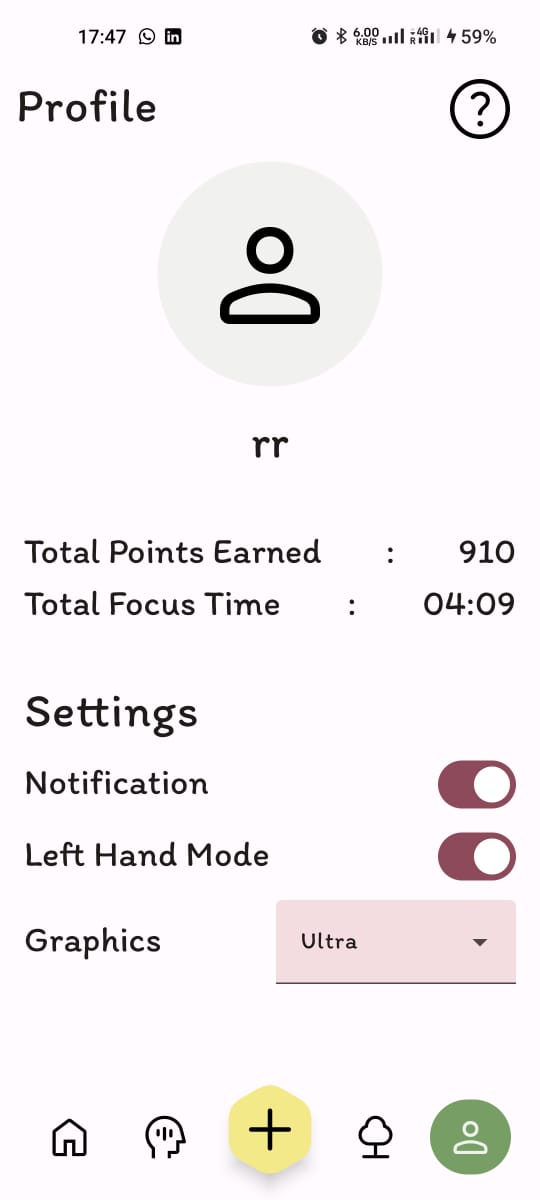 17:47 6.00 KB/S 4G R 59%
Profile
rr
Total Points Earned : 910
Total Focus Time : 04:09
Settings
Notification
Left Hand Mode
Graphics Ultra